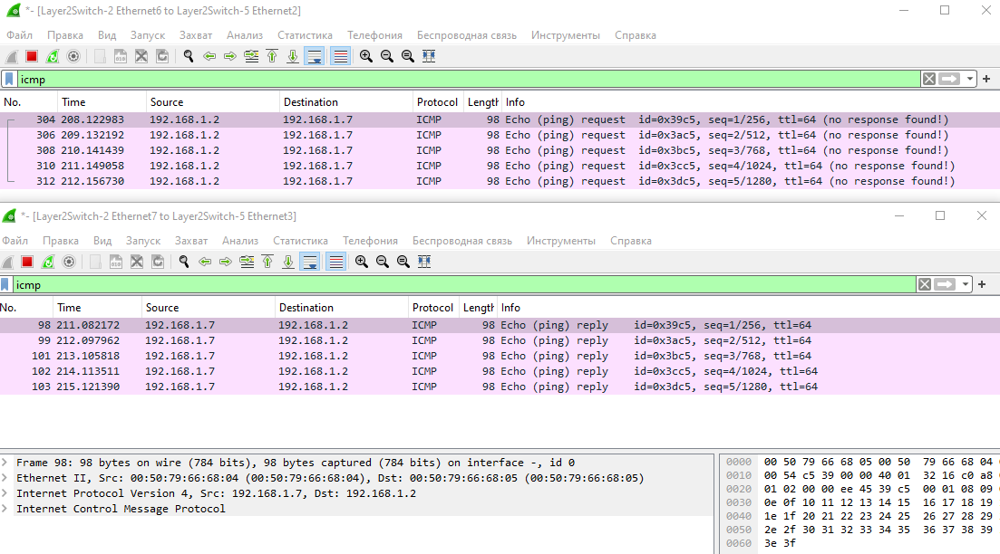 *- [Layer2Switch-2 Ethernet6 to Layer2Switch-5 Ethernet2]
Файл Правка Вид Запуск Захват Анализ Статистика Телефония Беспроводная связь Инструменты Справка
icmp
No. Time Source Destination Protocol Length Info
304 208.122983 192.168.1.2 192.168.1.7 ICMP 98 Echo (ping) request id=0x39c5, seq=1/256, ttl=64 (no response found!)
306 209.132192 192.168.1.2 192.168.1.7 ICMP 98 Echo (ping) request id=0x3ac5, seq=2/512, ttl=64 (no response found!)
308 210.141439 192.168.1.2 192.168.1.7 ICMP 98 Echo (ping) request id=0x3bc5, seq=3/768, ttl=64 (no response found!)
310 211.149058 192.168.1.2 192.168.1.7 ICMP 98 Echo (ping) request id=0x3cc5, seq=4/1024, ttl=64 (no response found!)
312 212.156730 192.168.1.2 192.168.1.7 ICMP 98 Echo (ping) request id=0x3dc5, seq=5/1280, ttl=64 (no response found!)
*- [Layer2Switch-2 Ethernet7 to Layer2Switch-5 Ethernet3]
Файл Правка Вид Запуск Захват Анализ Статистика Телефония Беспроводная связь Инструменты Справка
icmp
No. Time Source Destination Protocol Length Info
98 211.082172 192.168.1.7 192.168.1.2 ICMP 98 Echo (ping) reply id=0x39c5, seq=1/256, ttl=64
99 212.097962 192.168.1.7 192.168.1.2 ICMP 98 Echo (ping) reply id=0x3ac5, seq=2/512, ttl=64
101 213.105818 192.168.1.7 192.168.1.2 ICMP 98 Echo (ping) reply id=0x3bc5, seq=3/768, ttl=64
102 214.113511 192.168.1.7 192.168.1.2 ICMP 98 Echo (ping) reply id=0x3cc5, seq=4/1024, ttl=64
103 215.121390 192.168.1.7 192.168.1.2 ICMP 98 Echo (ping) reply id=0x3dc5, seq=5/1280, ttl=64
Frame 98: 98 bytes on wire (784 bits), 98 bytes captured (784 bits) on interface -, id 0
Ethernet II, Src: 00:50:79:66:68:04 (00:50:79:66:68:04), Dst: 00:50:79:66:68:05 (00:50:79:66:68:05)
Internet Protocol Version 4, Src: 192.168.1.7, Dst: 192.168.1.2
Internet Control Message Protocol
0000 00 50 79 66 68 05 00 50 79 66 68 04
0010 00 54 c5 39 00 00 40 01 32 16 c0 a8
0020 01 02 00 00 ee 45 39 c5 00 01 08 09
0030 0e 0f 10 11 12 13 14 15 16 17 18 19
0040 1e 1f 20 21 22 23 24 25 26 27 28 29
0050 2e 2f 30 31 32 33 34 35 36 37 38 39
0060 3e 3f